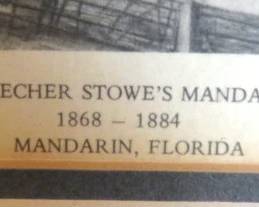 ECHER STOWE'S MANDA
1868 – 1884
MANDARIN, FLORIDA